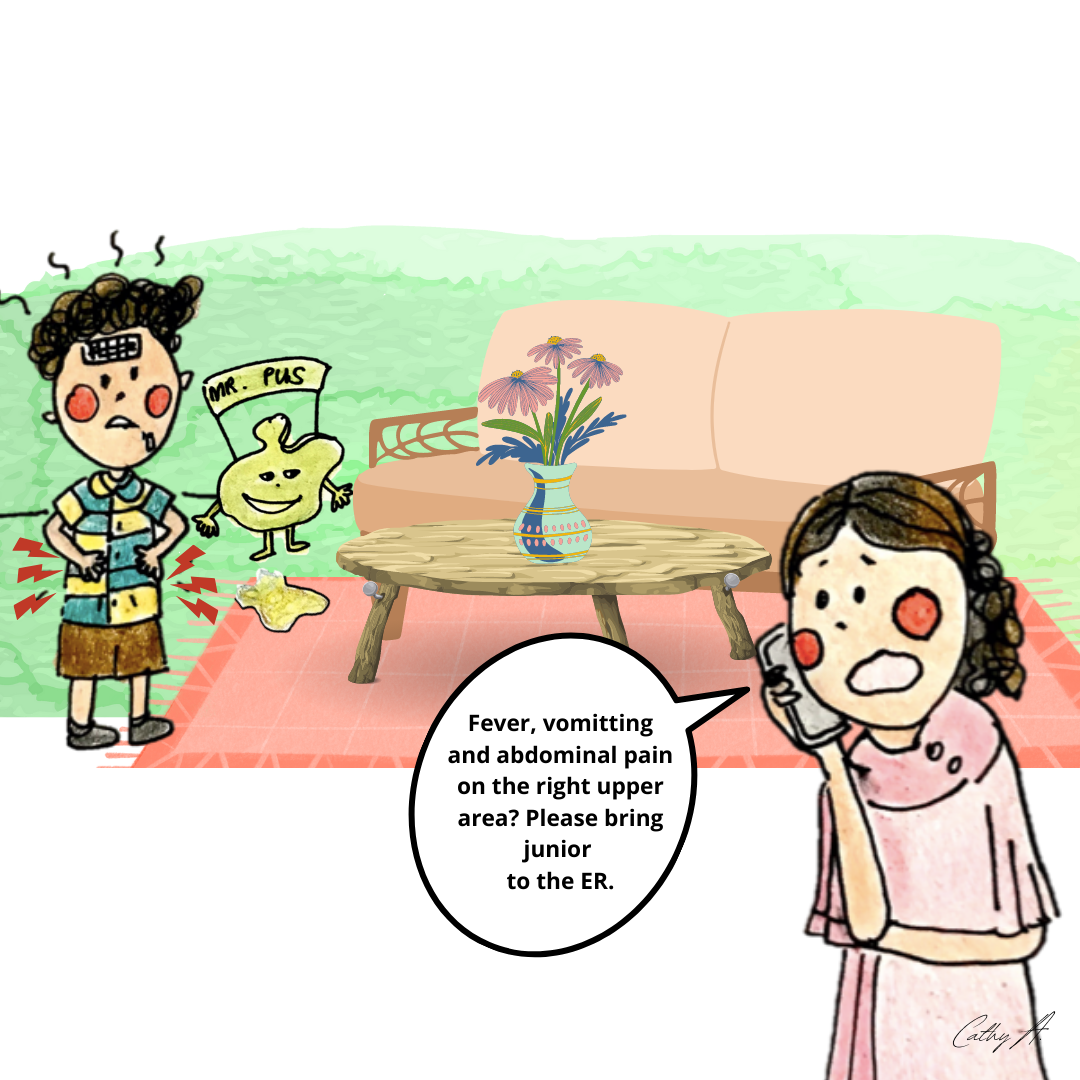 MR. PUS
Fever, vomitting
and abdominal pain
on the right upper
area? Please bring
junior
to the ER.
Cathy A.